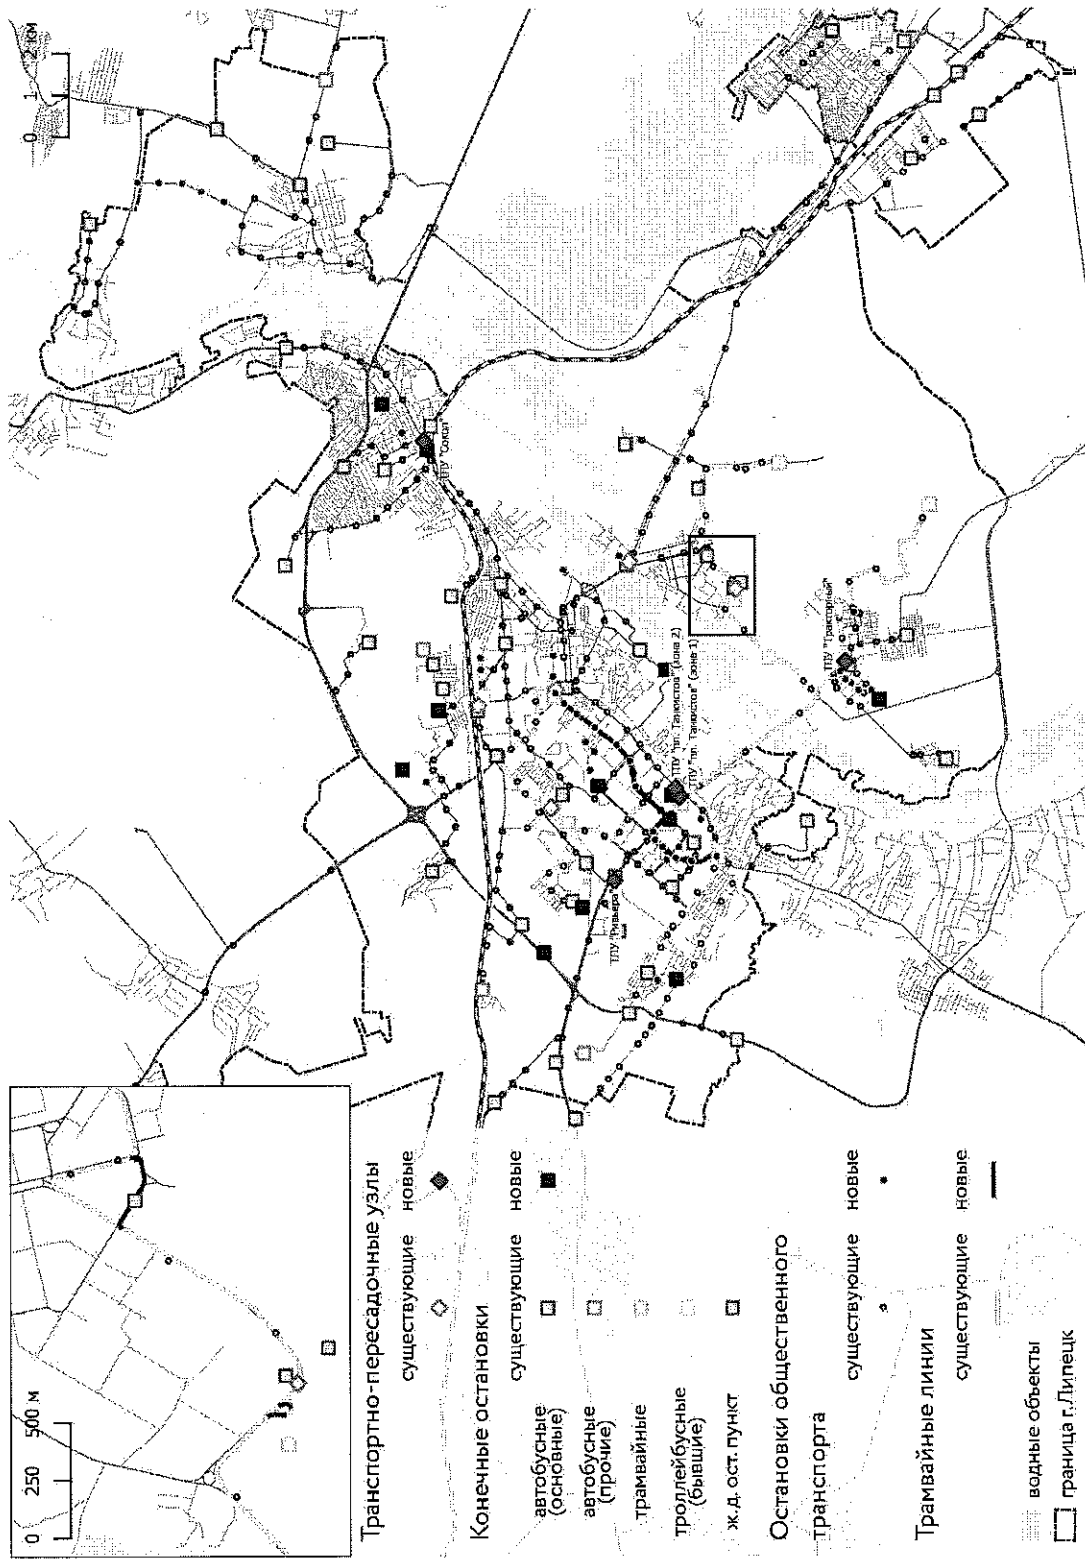 0 250 500 м
0 1 2 км
Транспортно-пересадочные узлы
существующие новые
Конечные остановки
существующие новые
автобусные
(основные)
автобусные
(прочие)
трамвайные
троллейбусные
(бывшие)
ж.д. ост. пункт
Остановки общественного
транспорта
существующие новые
Трамвайные линии
существующие новые
водные объекты
граница г.Липецк
ТПУ "Сокол"
ТПУ "Ривьера"
ТПУ "пл. Танкистов" (зона 2)
ТПУ "пл. Танкистов" (зона 1)
ТПУ "Тракторный"